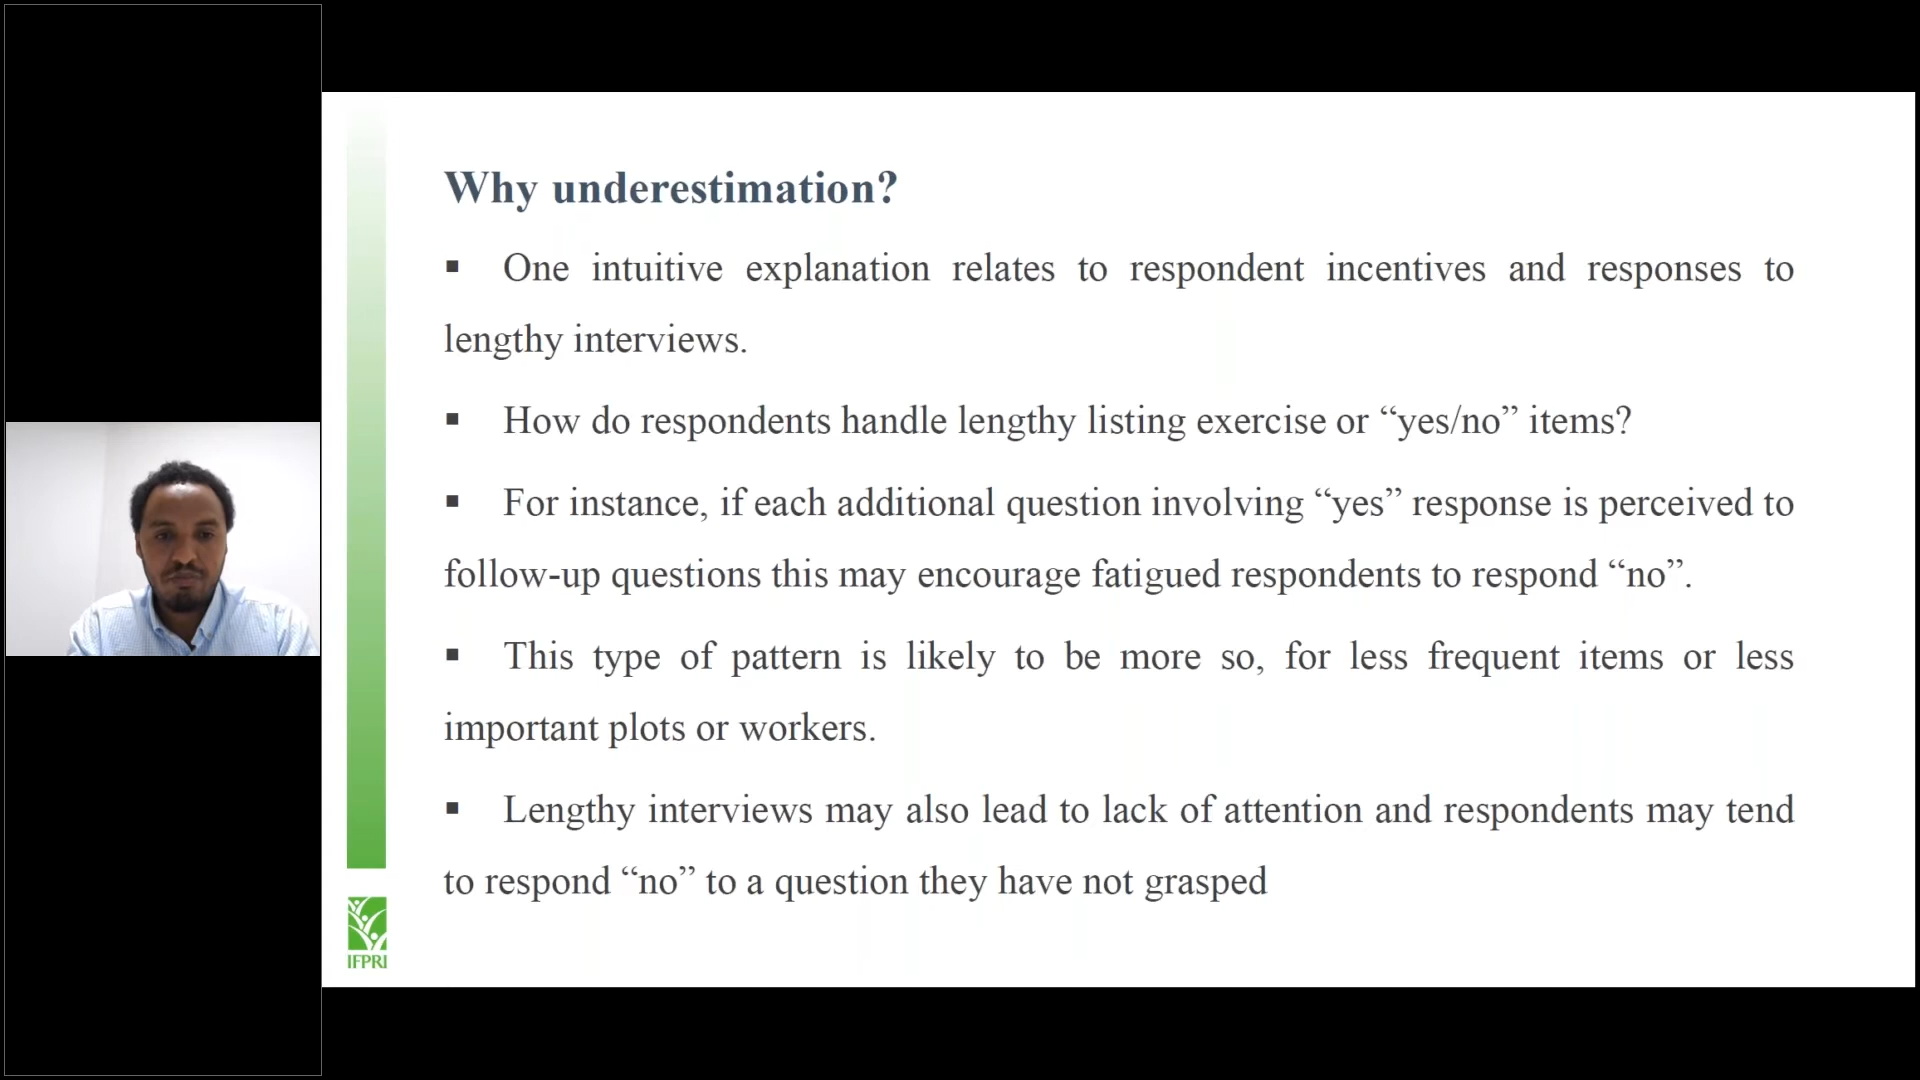 Why underestimation?
▪ One intuitive explanation relates to respondent incentives and responses to
lengthy interviews.
▪ How do respondents handle lengthy listing exercise or “yes/no” items?
▪ For instance, if each additional question involving “yes” response is perceived to
follow-up questions this may encourage fatigued respondents to respond “no”.
▪ This type of pattern is likely to be more so, for less frequent items or less
important plots or workers.
▪ Lengthy interviews may also lead to lack of attention and respondents may tend
to respond “no” to a question they have not grasped
IFPRI